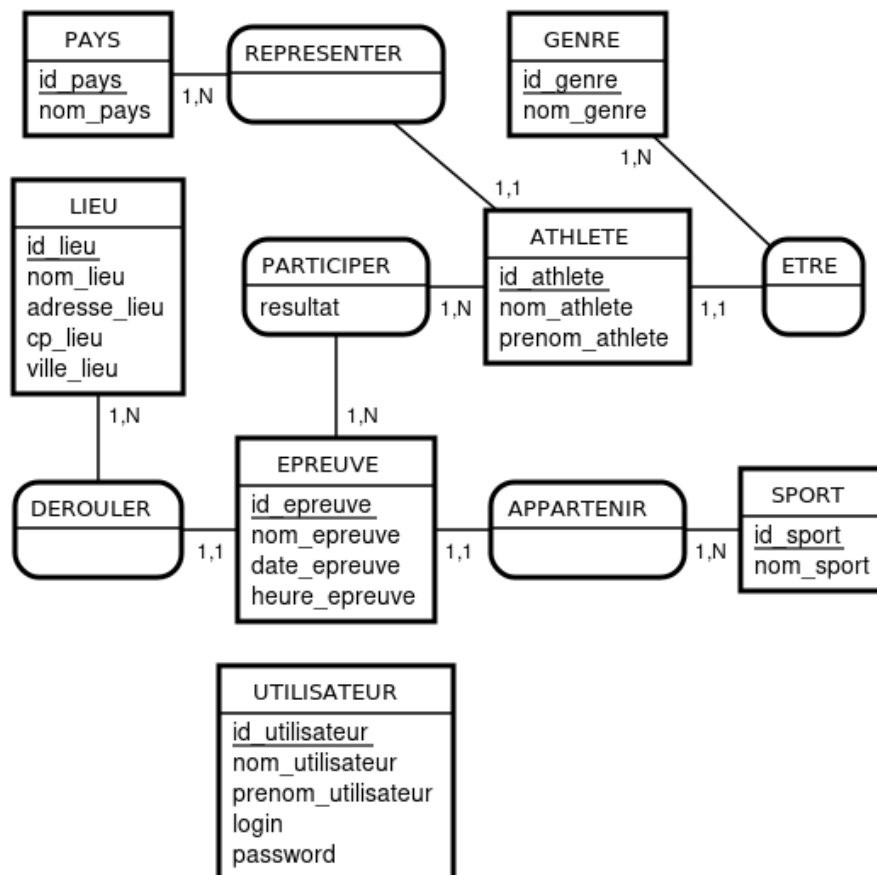 PAYS
id_pays
nom_pays
1,N
REPRESENTER
GENRE
id_genre
nom_genre
1,N
1,1
LIEU
id_lieu
nom_lieu
adresse_lieu
cp_lieu
ville_lieu
1,N
PARTICIPER
resultat
1,N
1,N
ATHLETE
id_athlete
nom_athlete
prenom_athlete
1,1
ETRE
DEROULER
1,1
EPREUVE
id_epreuve
nom_epreuve
date_epreuve
heure_epreuve
1,1
APPARTENIR
1,N
SPORT
id_sport
nom_sport
UTILISATEUR
id_utilisateur
nom_utilisateur
prenom_utilisateur
login
password